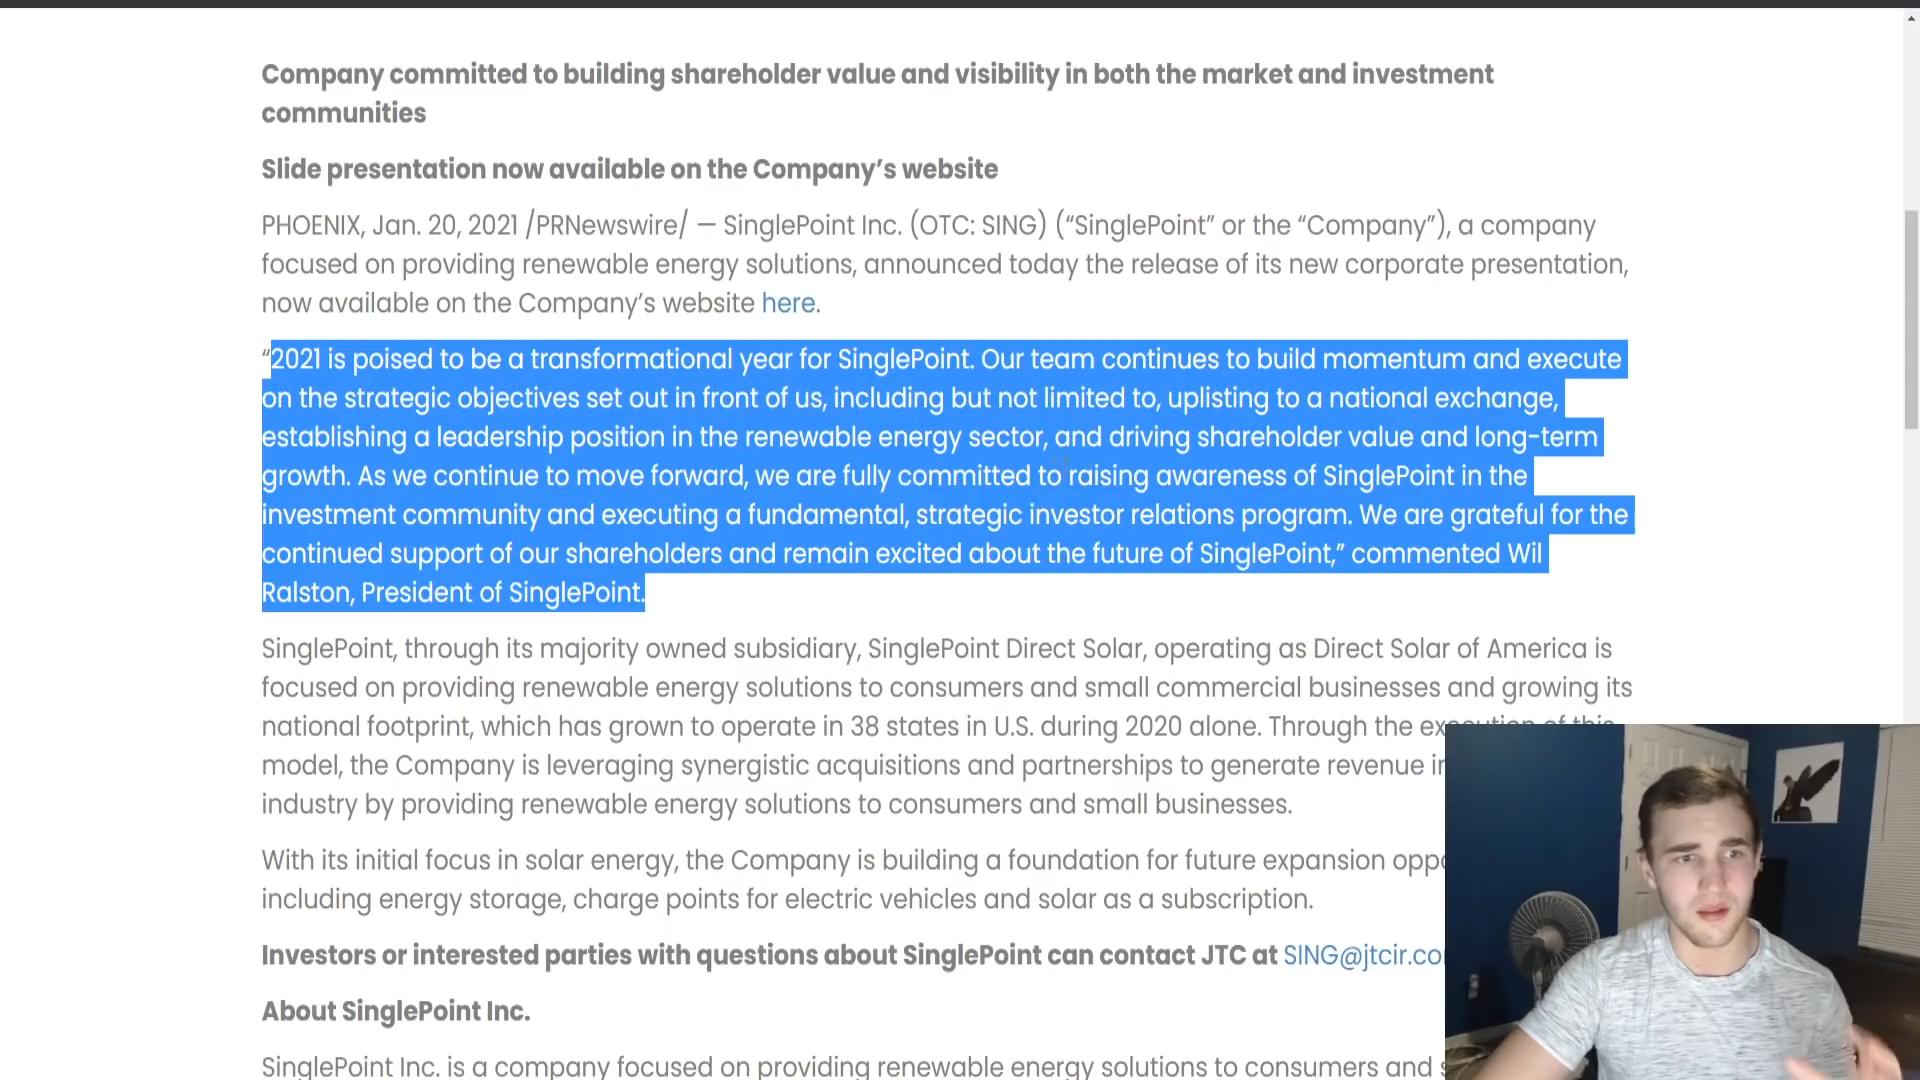 Company committed to building shareholder value and visibility in both the market and investment
communities
Slide presentation now available on the Company’s website
PHOENIX, Jan. 20, 2021 /PRNewswire/ — SinglePoint Inc. (OTC: SING) (“SinglePoint” or the “Company”), a company
focused on providing renewable energy solutions, announced today the release of its new corporate presentation,
now available on the Company’s website here.
“2021 is poised to be a transformational year for SinglePoint. Our team continues to build momentum and execute
on the strategic objectives set out in front of us, including but not limited to, uplisting to a national exchange,
establishing a leadership position in the renewable energy sector, and driving shareholder value and long-term
growth. As we continue to move forward, we are fully committed to raising awareness of SinglePoint in the
investment community and executing a fundamental, strategic investor relations program. We are grateful for the
continued support of our shareholders and remain excited about the future of SinglePoint,” commented Wil
Ralston, President of SinglePoint.
SinglePoint, through its majority owned subsidiary, SinglePoint Direct Solar, operating as Direct Solar of America is
focused on providing renewable energy solutions to consumers and small commercial businesses and growing its
national footprint, which has grown to operate in 38 states in U.S. during 2020 alone. Through the execution of this
model, the Company is leveraging synergistic acquisitions and partnerships to generate revenue
industry by providing renewable energy solutions to consumers and small businesses.
With its initial focus in solar energy, the Company is building a foundation for future expansion
including energy storage, charge points for electric vehicles and solar as a subscription.
Investors or interested parties with questions about SinglePoint can contact JTC at SING@jtcir.co
About SinglePoint Inc.
SinglePoint Inc. is a company focused on providing renewable energy solutions to consumers and